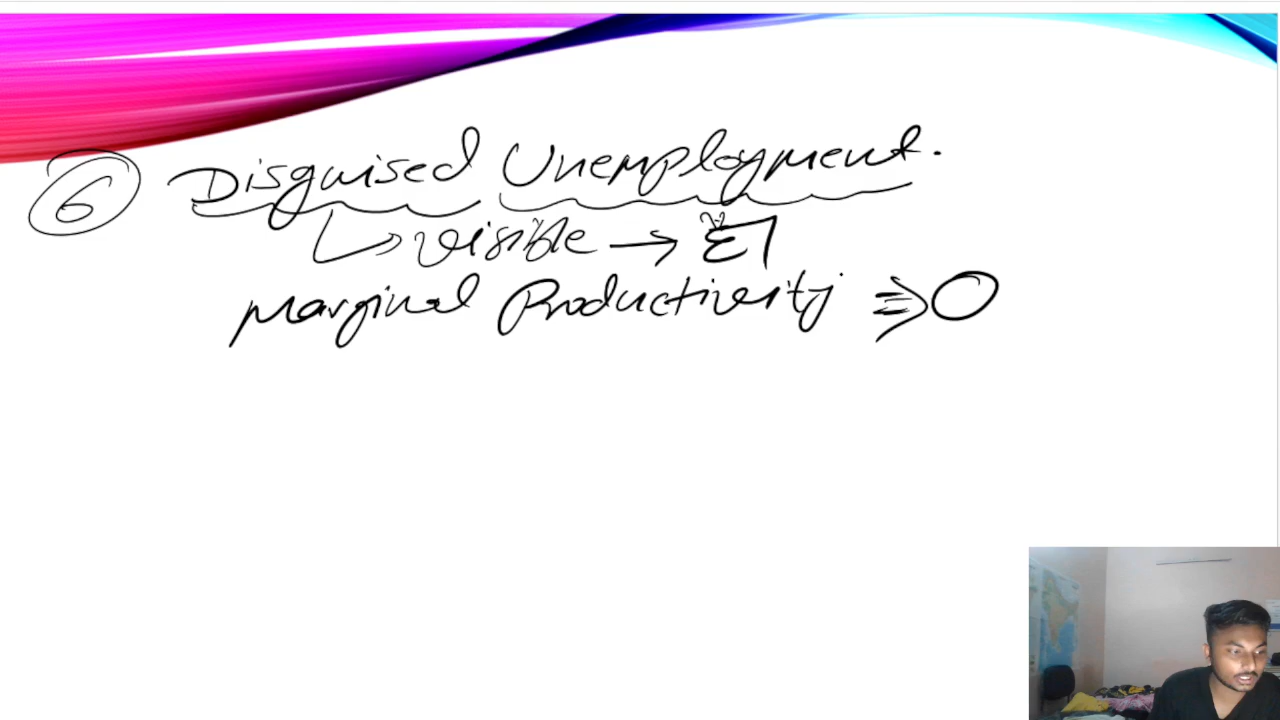 6 Disguised Unemployment.
↳ visible →
Marginal Productivity ⇒ 0